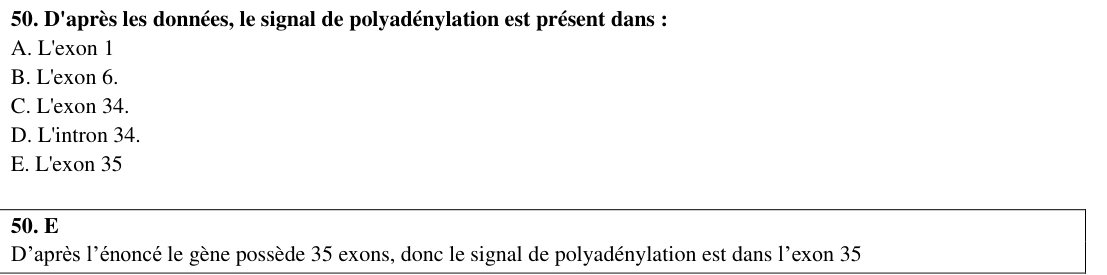 50. D'après les données, le signal de polyadénylation est présent dans :
A. L'exon 1
B. L'exon 6.
C. L'exon 34.
D. L'intron 34.
E. L'exon 35
50. E
D’après l’énoncé le gène possède 35 exons, donc le signal de polyadénylation est dans l’exon 35